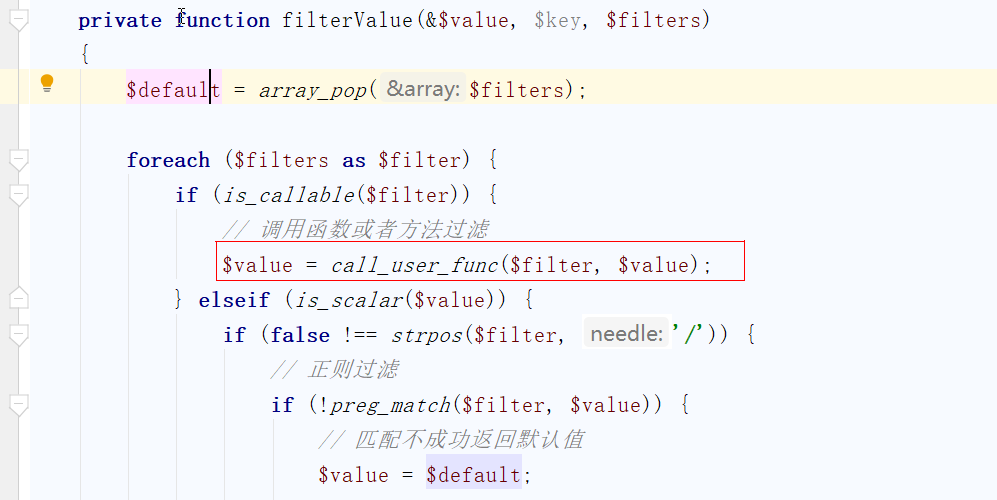 private function filterValue(&$value, $key, $filters)
{
$default = array_pop( &array: $filters);
foreach ($filters as $filter) {
if (is_callable($filter)) {
// 调用函数或者方法过滤
$value = call_user_func($filter, $value);
} elseif (is_scalar($value)) {
if (false !== strpos($filter, needle: '/')) {
// 正则过滤
if (!preg_match($filter, $value)) {
// 匹配不成功返回默认值
$value = $default;